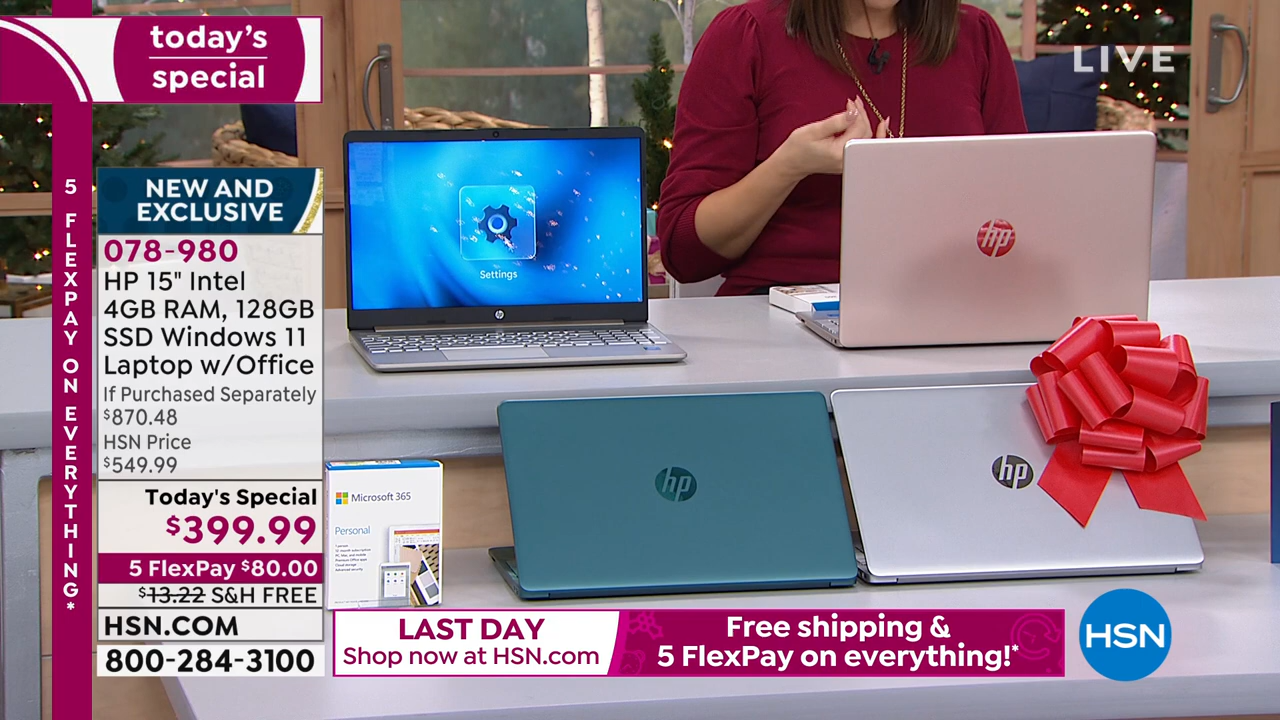 today's
special
LIVE
5 FLEXPAY ON EVERYTHING*
NEW AND
EXCLUSIVE
078-980
HP 15" Intel
4GB RAM, 128GB
SSD Windows 11
Laptop w/Office
If Purchased Separately
$870.48
HSN Price
$549.99
Today's Special
$399.99
5 FlexPay $80.00
$13.22 S&H FREE
HSN.COM
800-284-3100
Settings
hp
hp
hp
hp
Microsoft 365
Personal
LAST DAY
Shop now at HSN.com
Free shipping &
5 FlexPay on everything!*
HSN